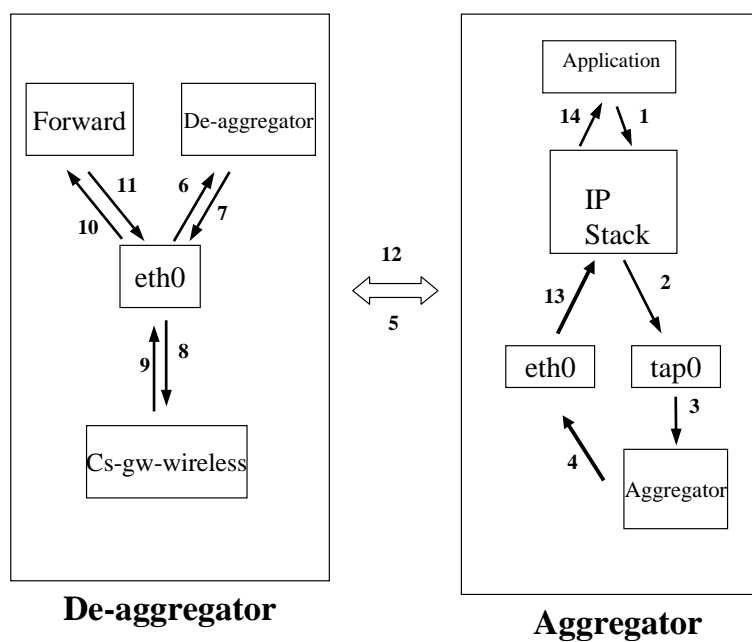 Application
14
1
Forward
De-aggregator
11
6
10
7
IP
Stack
eth0
12
13
2
5
9
8
eth0
tap0
3
4
Cs-gw-wireless
Aggregator
De-aggregator
Aggregator